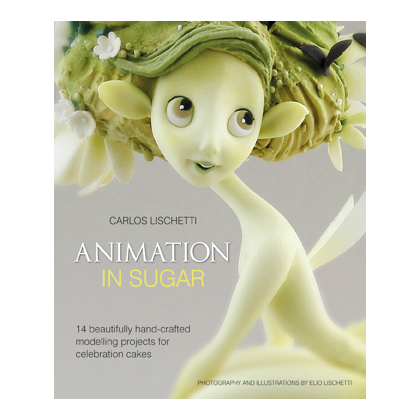 CARLOS LISCHETTI
ANIMATION
IN SUGAR
14 beautifully hand-crafted
modelling projects for
celebration cakes
PHOTOGRAPHY AND ILLUSTRATIONS BY ELIO LISCHETTI